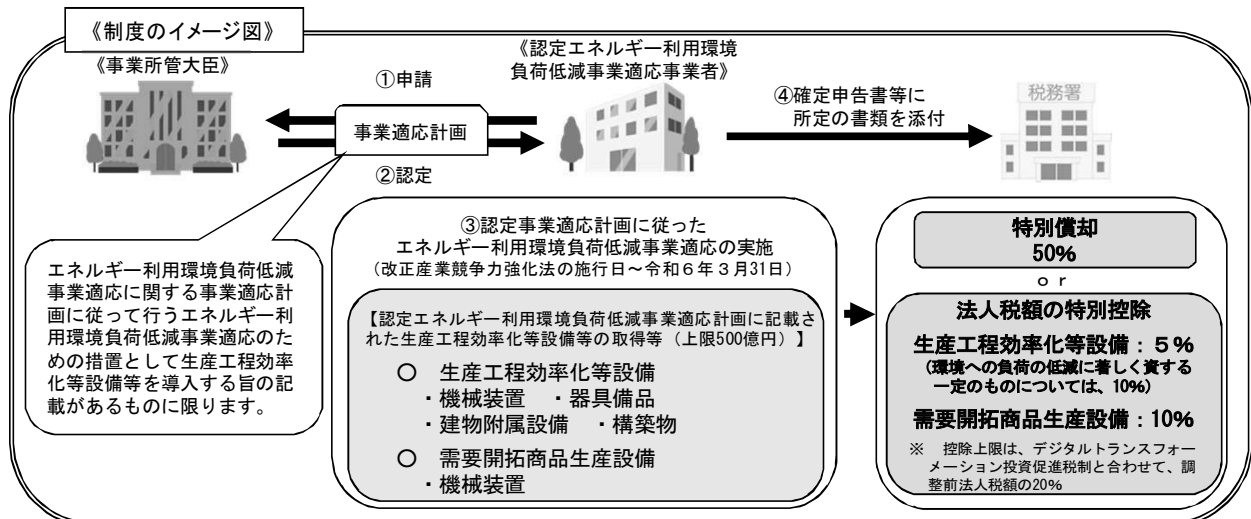 《制度のイメージ図》
《事業所管大臣》
①申請
事業適応計画
②認定
《認定エネルギー利用環境
負荷低減事業適応事業者》
④確定申告書等に
所定の書類を添付
税務署
エネルギー利用環境負荷低減
事業適応に関する事業適応計
画に従って行うエネルギー利
用環境負荷低減事業適応のた
めの措置として生産工程効率
化等設備等を導入する旨の記
載があるものに限ります。
③認定事業適応計画に従った
エネルギー利用環境負荷低減事業適応の実施
(改正産業競争力強化法の施行日～令和６年３月31日)
【認定エネルギー利用環境負荷低減事業適応計画に記載さ
れた生産工程効率化等設備等の取得等（上限500億円）】
○　生産工程効率化等設備
・機械装置　・器具備品
・建物附属設備　・構築物
○　需要開拓商品生産設備
・機械装置
特別償却
50%
ｏｒ
法人税額の特別控除
生産工程効率化等設備：５%
(環境への負荷の低減に著しく資する
一定のものについては、10%)
需要開拓商品生産設備：10%
※　控除上限は、デジタルトランスフォー
メーション投資促進税制と合わせて、調
整前法人税額の20%